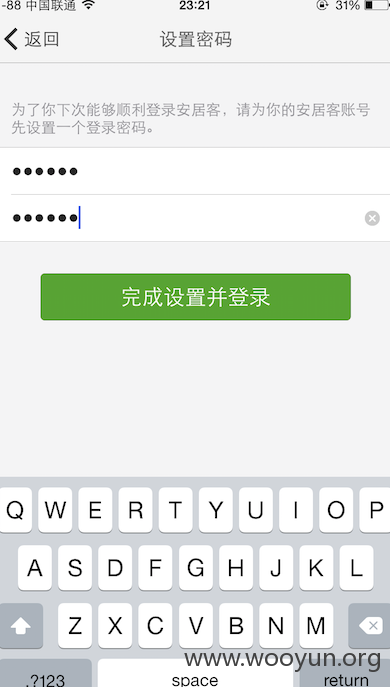 -88 中国联通 23:21 31%
返回 设置密码
为了你下次能够顺利登录安居客，请为你的安居客账号
先设置一个登录密码。
●●●●●●
●●●●●●
完成设置并登录
Q W E R T Y U I O P
A S D F G H J K L
Z X C V B N M
www.wooyun.org
.?123 space return